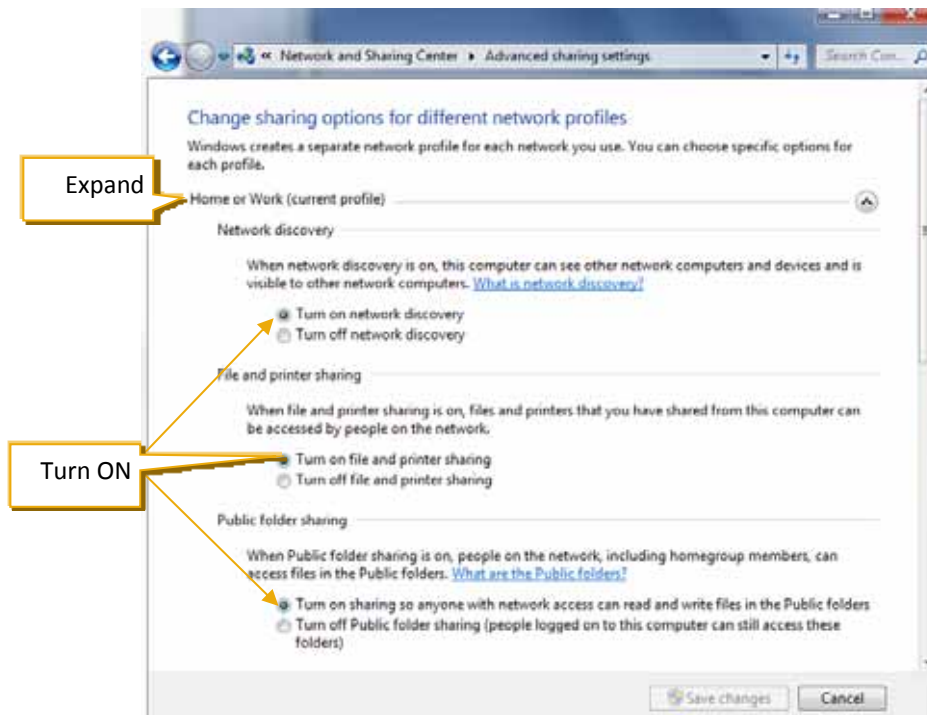 « Network and Sharing Center ▸ Advanced sharing settings
Search Con...
Change sharing options for different network profiles
Windows creates a separate network profile for each network you use. You can choose specific options for
each profile.
Expand
Home or Work (current profile)
Network discovery
When network discovery is on, this computer can see other network computers and devices and is
visible to other network computers. What is network discovery?
Turn on network discovery
Turn off network discovery
File and printer sharing
When file and printer sharing is on, files and printers that you have shared from this computer can
be accessed by people on the network.
Turn ON
Turn on file and printer sharing
Turn off file and printer sharing
Public folder sharing
When Public folder sharing is on, people on the network, including homegroup members, can
access files in the Public folders. What are the Public folders?
Turn on sharing so anyone with network access can read and write files in the Public folders
Turn off Public folder sharing (people logged on to this computer can still access these
folders)
Save changes
Cancel